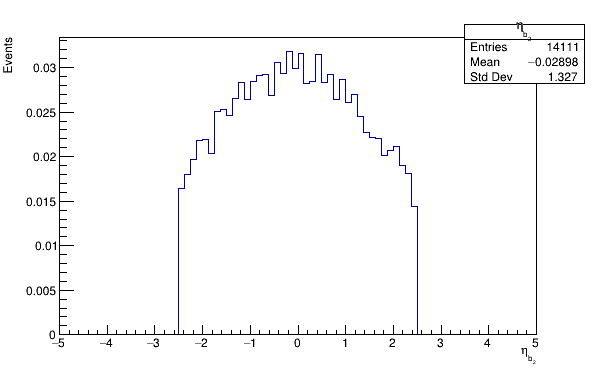 η_b₂
Entries 14111
Mean −0.02898
Std Dev 1.327
Events
0.03
0.025
0.02
0.015
0.01
0.005
0
−5 −4 −3 −2 −1 0 1 2 3 4 5
η_b₂